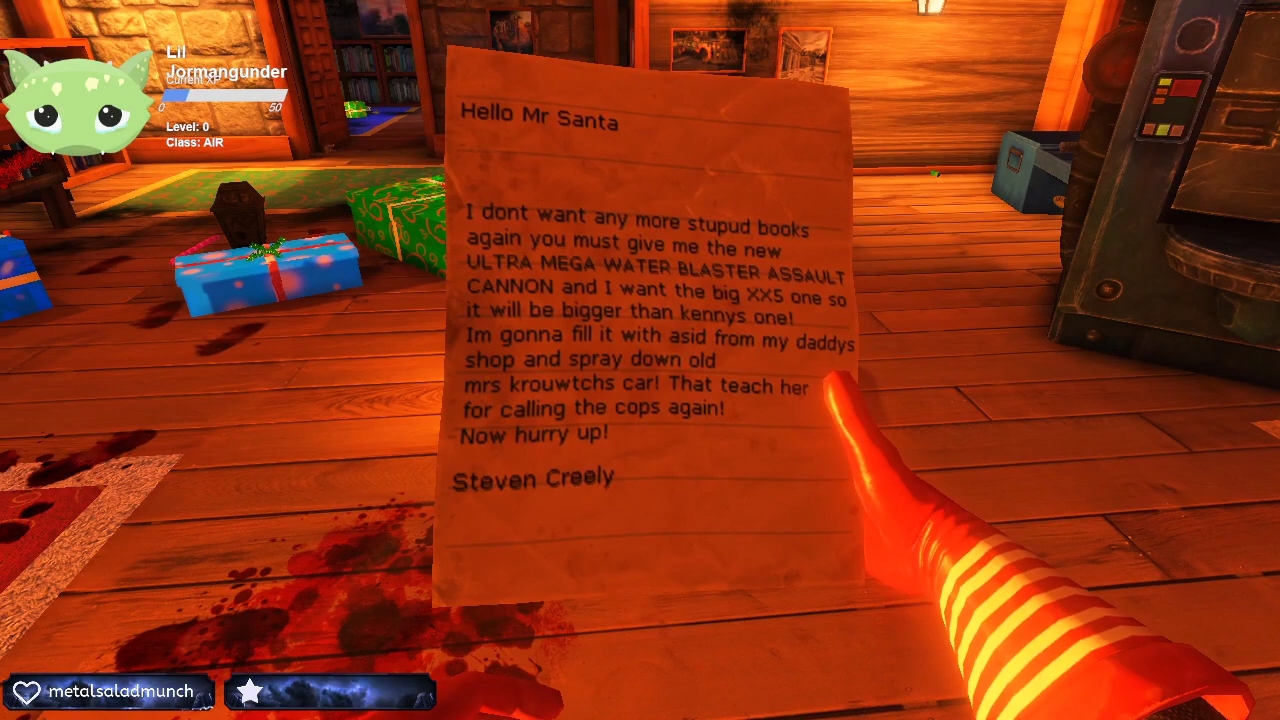 Lil
Jormangunder
Current XP
0
50
Level: 0
Class: AIR
Hello Mr Santa
I dont want any more stupud books
again you must give me the new
ULTRA MEGA WATER BLASTER ASSAULT
CANNON and I want the big XX5 one so
it will be bigger than kennys one!
Im gonna fill it with asid from my daddys
shop and spray down old
mrs krouwtchs car! That teach her
for calling the cops again!
Now hurry up!
Steven Creely
metalsaladmunch